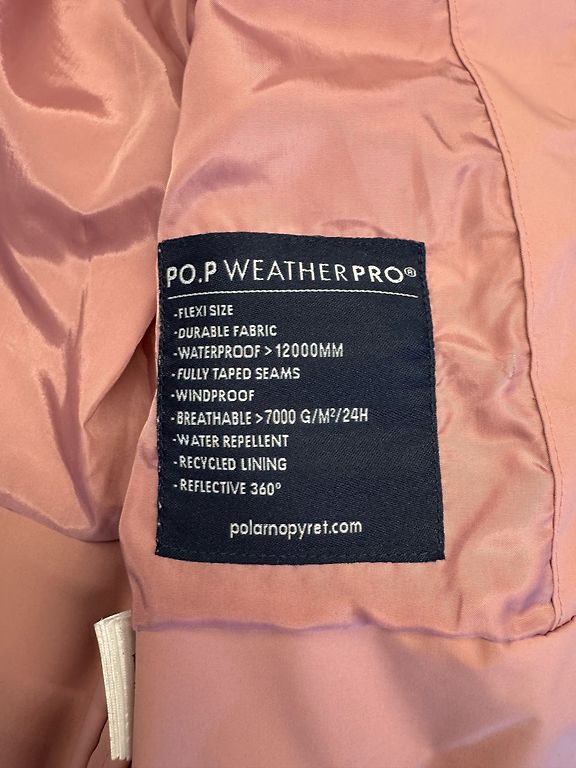 PO.P WEATHERPRO®
-FLEXI SIZE
-DURABLE FABRIC
-WATERPROOF > 12000MM
-FULLY TAPED SEAMS
-WINDPROOF
-BREATHABLE >7000 G/M²/24H
-WATER REPELLENT
-RECYCLED LINING
-REFLECTIVE 360°
polarnopyret.com